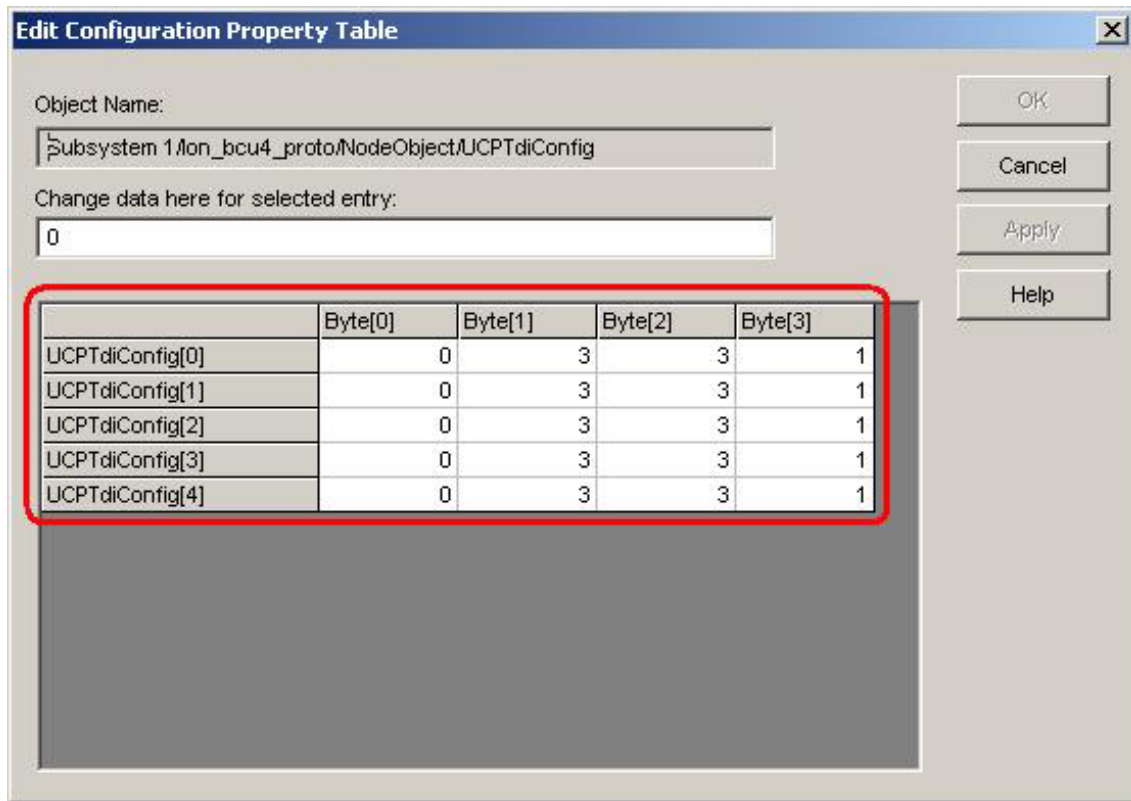 Edit Configuration Property Table
Object Name:
Subsystem 1/lon_bcu4_proto/NodeObject/UCPTdiConfig
Change data here for selected entry:
0
OK
Cancel
Apply
Help
Byte[0] Byte[1] Byte[2] Byte[3]
UCPTdiConfig[0] 0 3 3 1
UCPTdiConfig[1] 0 3 3 1
UCPTdiConfig[2] 0 3 3 1
UCPTdiConfig[3] 0 3 3 1
UCPTdiConfig[4] 0 3 3 1